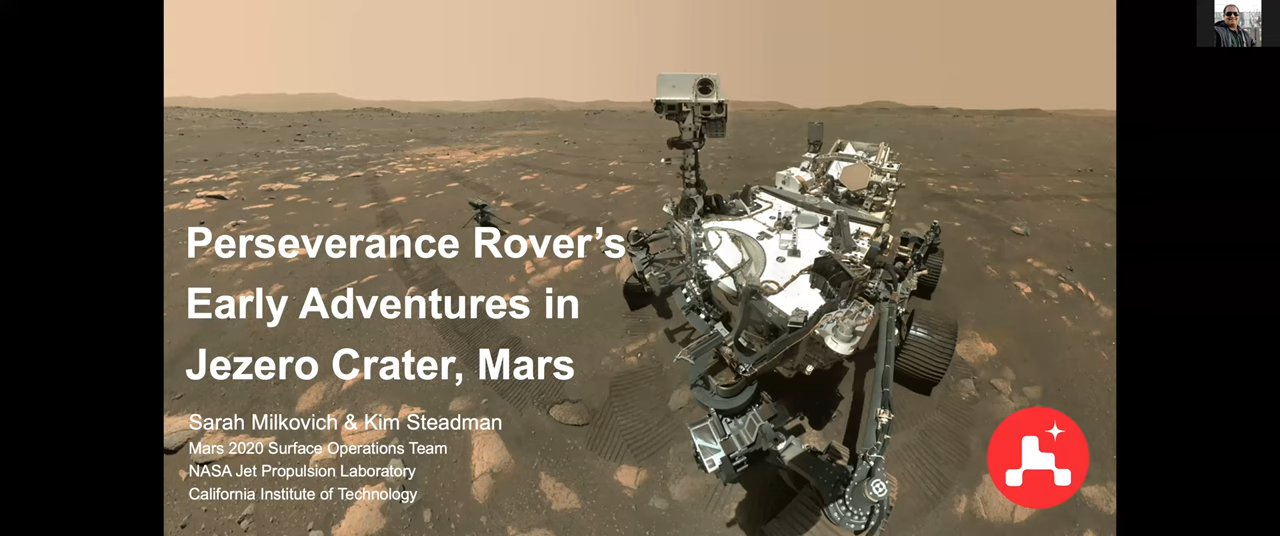 Perseverance Rover's
Early Adventures in
Jezero Crater, Mars
Sarah Milkovich & Kim Steadman
Mars 2020 Surface Operations Team
NASA Jet Propulsion Laboratory
California Institute of Technology